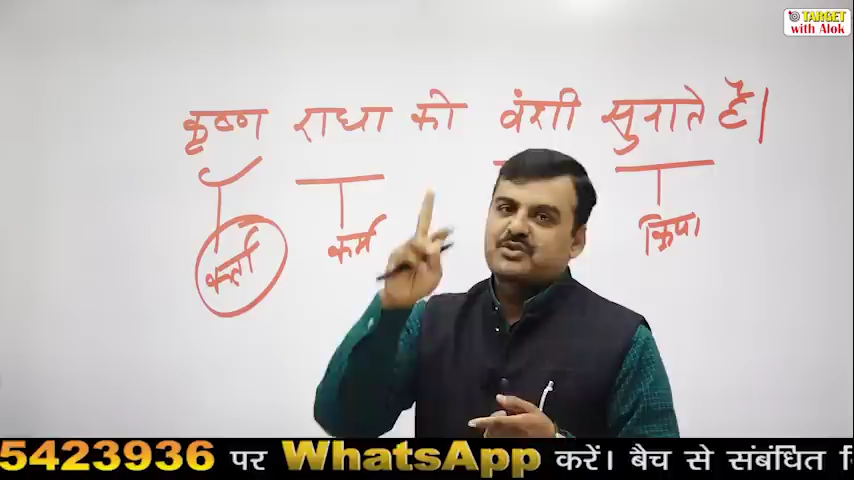 TARGET
with Alok
कृष्ण राधा को वंशी सुनाते हैं।
कर्ता कर्म क्रिया
5423936 पर WhatsApp करें। बैच से संबंधित